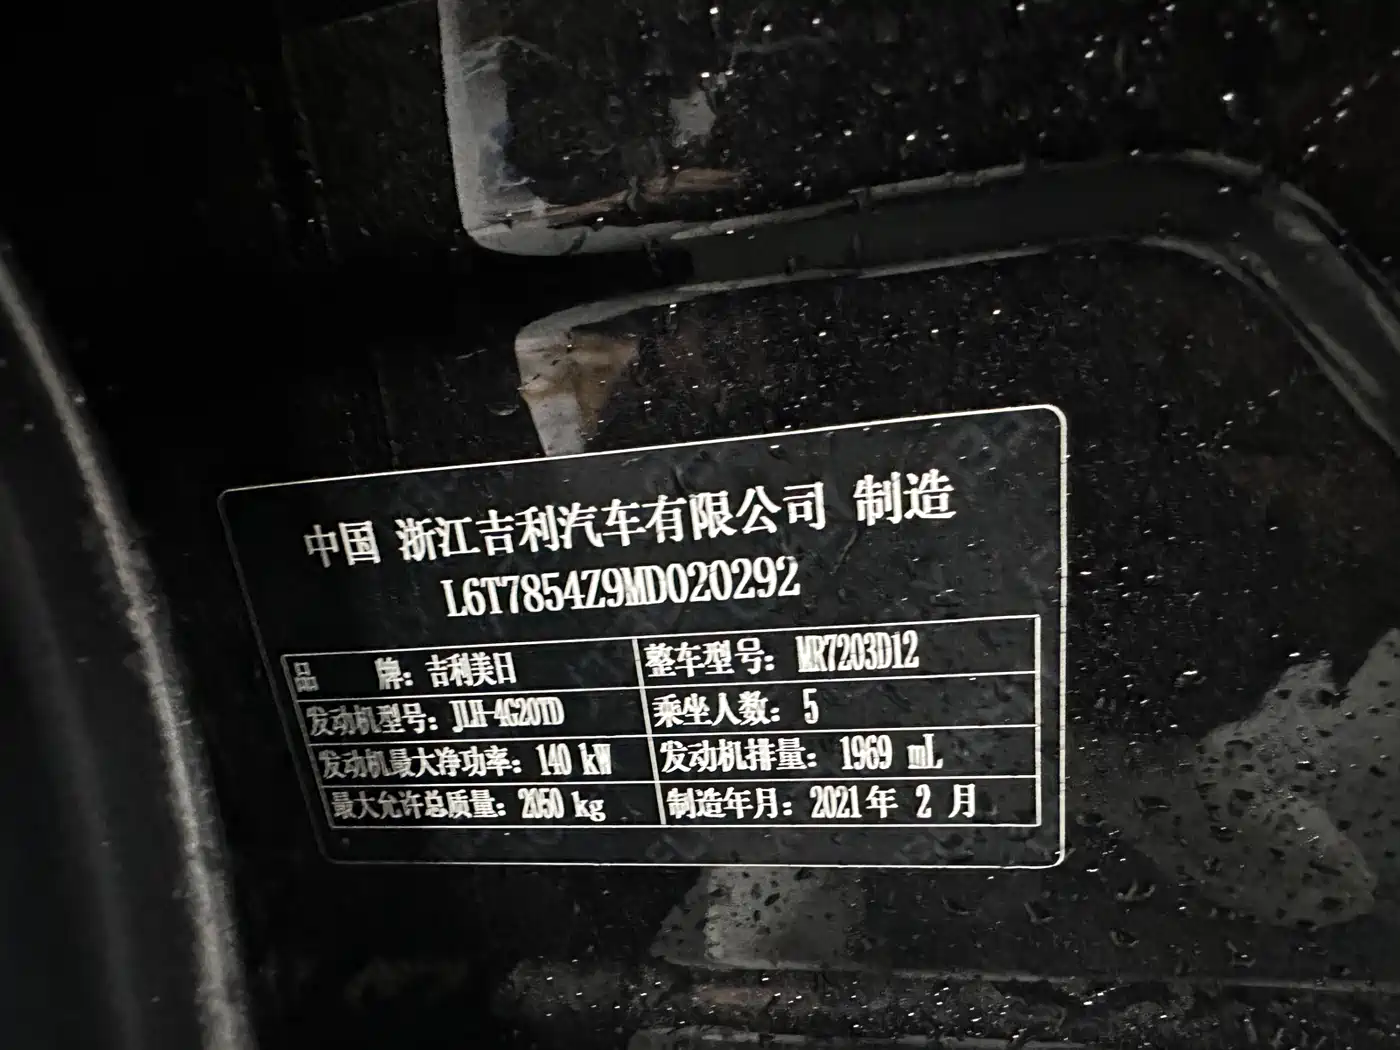 中国 浙江吉利汽车有限公司 制造
L6T7854Z9MD020292
品 牌：吉利美日 整车型号：MR7203D12
发动机型号：JLH-4G20TD 乘坐人数：5
发动机最大净功率：140 kW 发动机排量：1969 mL
最大允许总质量：2050 kg 制造年月：2021年 2 月